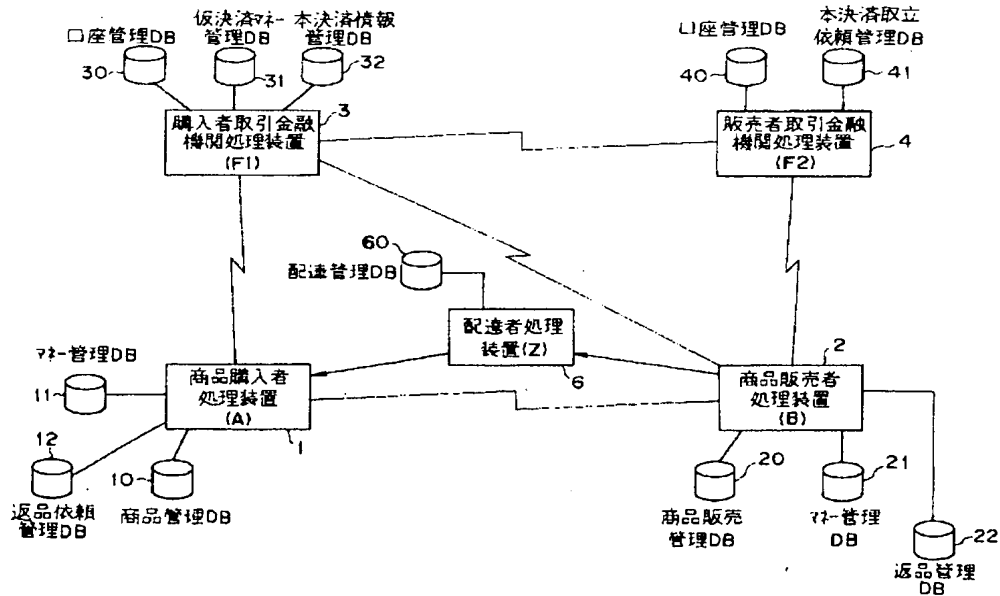 口座管理DB
仮決済マネー
管理DB
本決済情報
管理DB
30
31
32
購入者取引金融
機関処理装置
(F1)
3
口座管理DB
本決済取立
依頼管理DB
40
41
販売者取引金融
機関処理装置
(F2)
4
60
配達管理DB
配達者処理
装置(Z)
6
マネー管理DB
11
商品購入者
処理装置
(A)
1
12
返品依頼
管理DB
10
商品管理DB
2
商品販売者
処理装置
(B)
20
商品販売
管理DB
21
マネー管理
DB
22
返品管理
DB